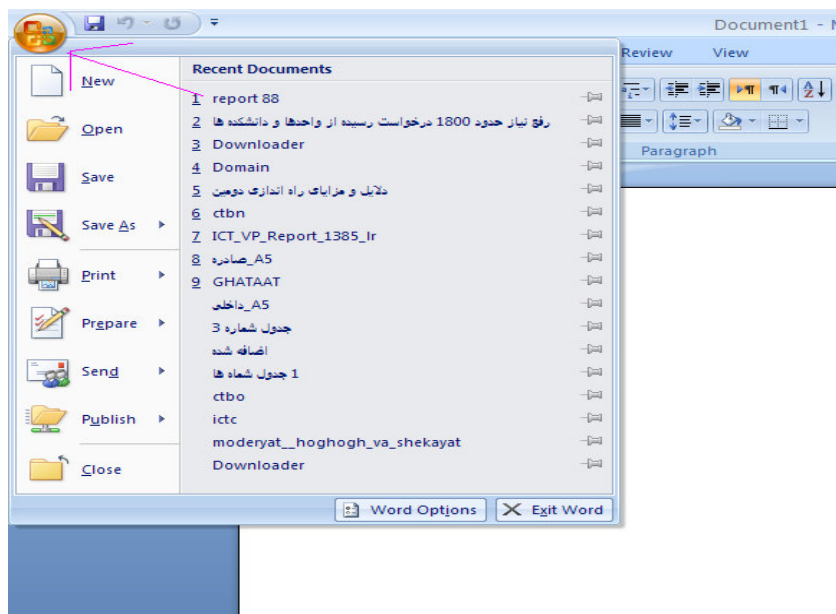 Document1 - M
Review View
New
Open
Save
Save As
Print
Prepare
Send
Publish
Close
Recent Documents
1 report 88
2 رفع نیاز حدود 1800 درخواست رسیده از واحدها و دانشکده ها
3 Downloader
4 Domain
5 دلایل و مزایای راه اندازی دومین
6 ctbn
7 ICT_VP_Report_1385_Ir
8 صادره_A5
9 GHATAAT
داخلی_A5
جدول شماره 3
اضافه شده
1 جدول شماه ها
ctbo
ictc
moderyat__hoghogh_va_shekayat
Downloader
Paragraph
Word Options
Exit Word